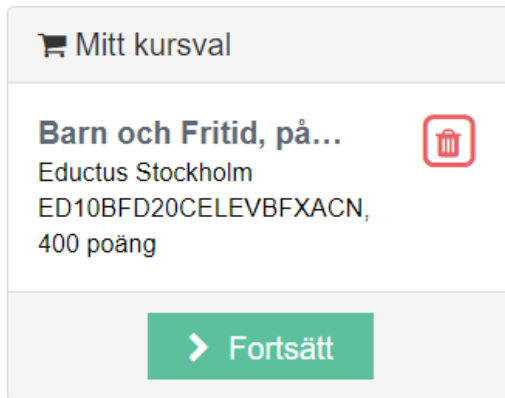 Mitt kursval
Barn och Fritid, på...
Eductus Stockholm
ED10BFD20CELEVBFXACN,
400 poäng
Fortsätt